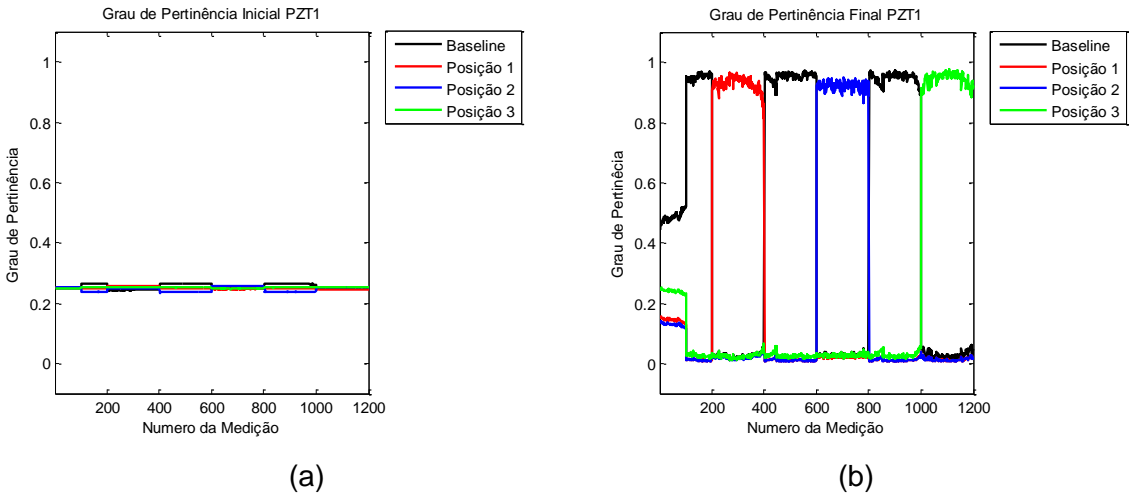 Grau de Pertinência Inicial PZT1
Grau de Pertinência
1
0.8
0.6
0.4
0.2
0
200 400 600 800 1000 1200
Numero da Medição
Baseline
Posição 1
Posição 2
Posição 3
(a)
Grau de Pertinência Final PZT1
Grau de Pertinêcia
1
0.8
0.6
0.4
0.2
0
200 400 600 800 1000 1200
Numero da Medição
Baseline
Posição 1
Posição 2
Posição 3
(b)